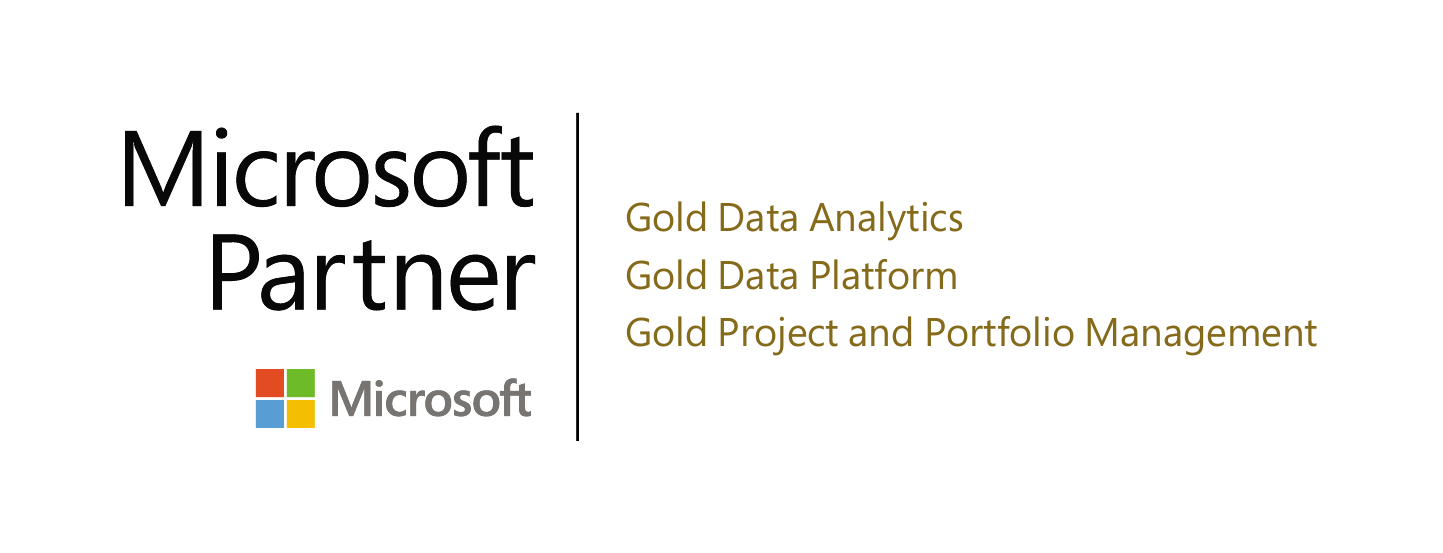 Microsoft
Partner
Microsoft
Gold Data Analytics
Gold Data Platform
Gold Project and Portfolio Management